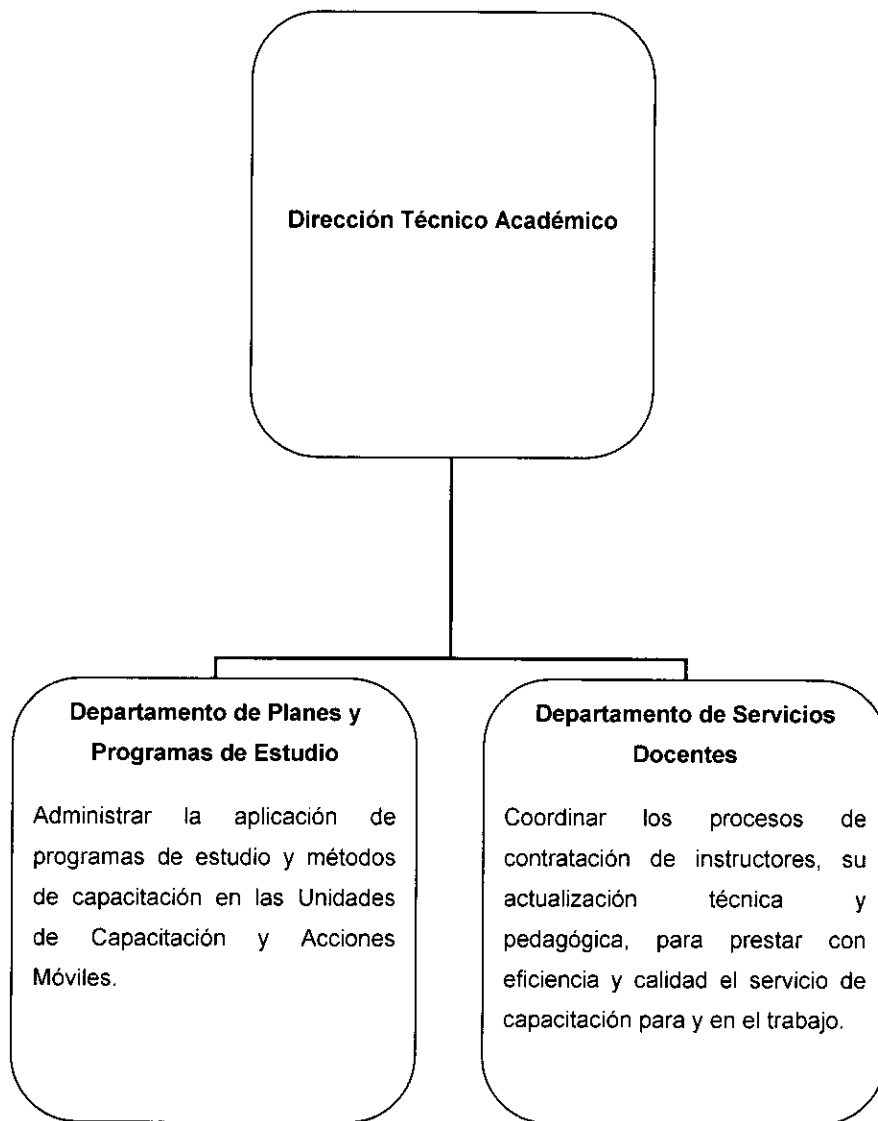 Dirección Técnico Académico
Departamento de Planes y
Programas de Estudio
Administrar la aplicación de
programas de estudio y métodos
de capacitación en las Unidades
de Capacitación y Acciones
Móviles.
Departamento de Servicios
Docentes
Coordinar los procesos de
contratación de instructores, su
actualización técnica y
pedagógica, para prestar con
eficiencia y calidad el servicio de
capacitación para y en el trabajo.